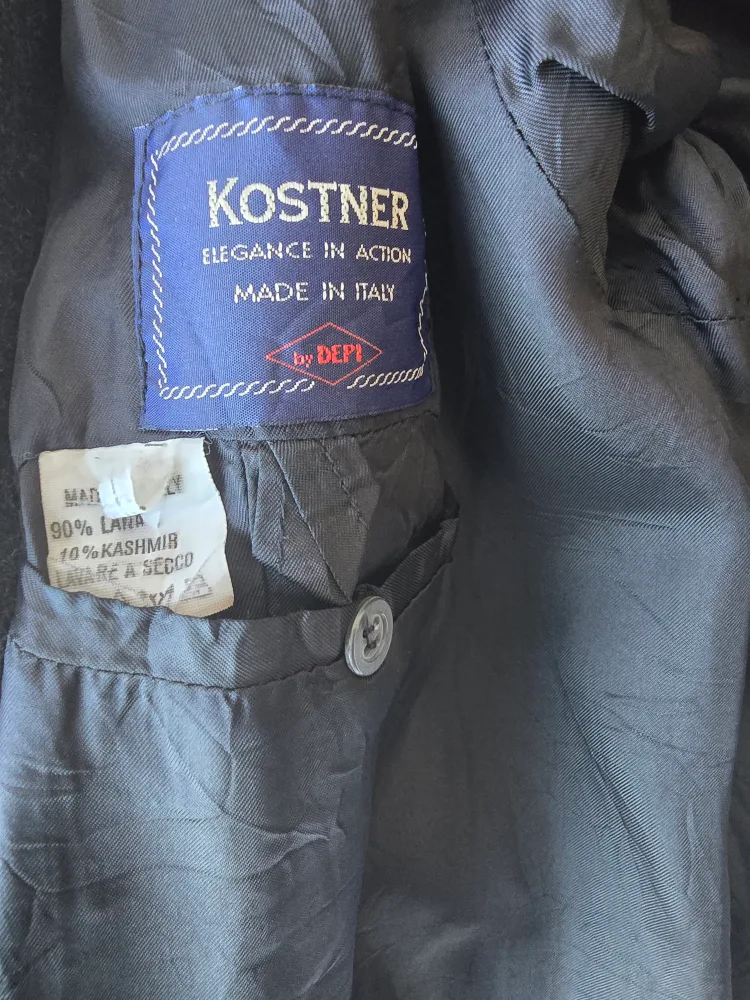 KOSTNER
ELEGANCE IN ACTION
MADE IN ITALY
by DEPI
90% LANA
10% KASHMIR
LAVARE A SECCO